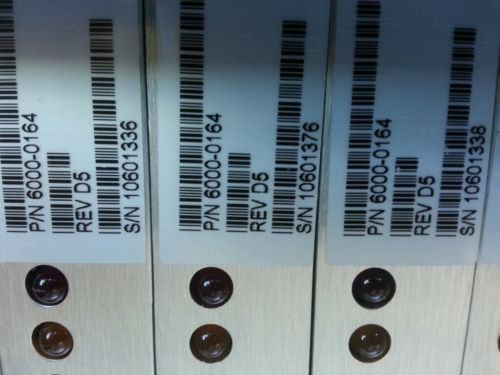 P/N 6000-0164
REV D5
S/N 10601336
P/N 6000-0164
REV D5
S/N 10601376
P/N 6000-0164
REV D5
S/N 10601338